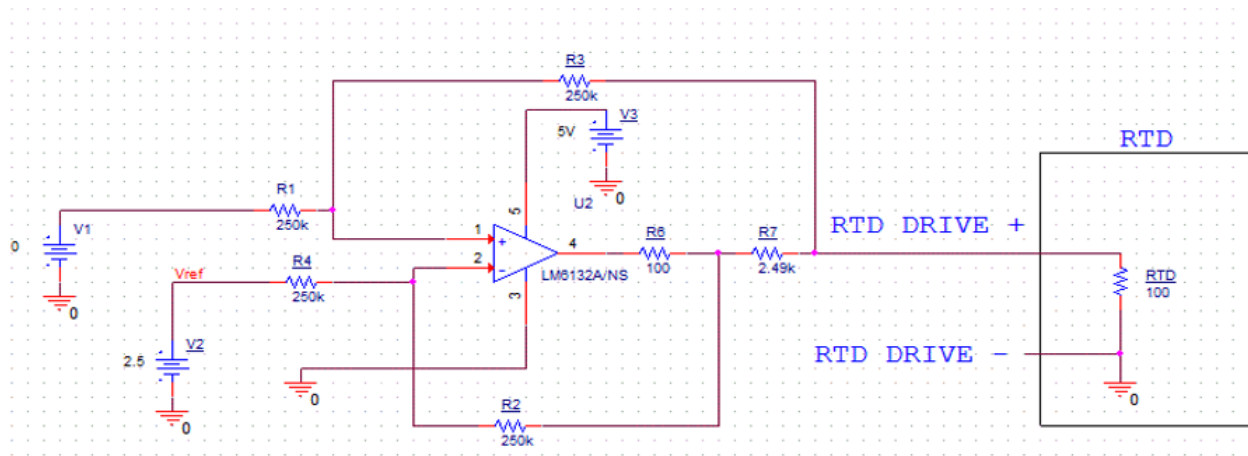 R3
250k
V3
5V
0
RTD
R1
250k
U2
V1
0
0
1
+
5
4
R6
100
R7
2.49k
RTD DRIVE +
RTD
100
Vref
R4
250k
2
-
3
LM6132A/NS
V2
2.5
0
0
RTD DRIVE -
0
R2
250k